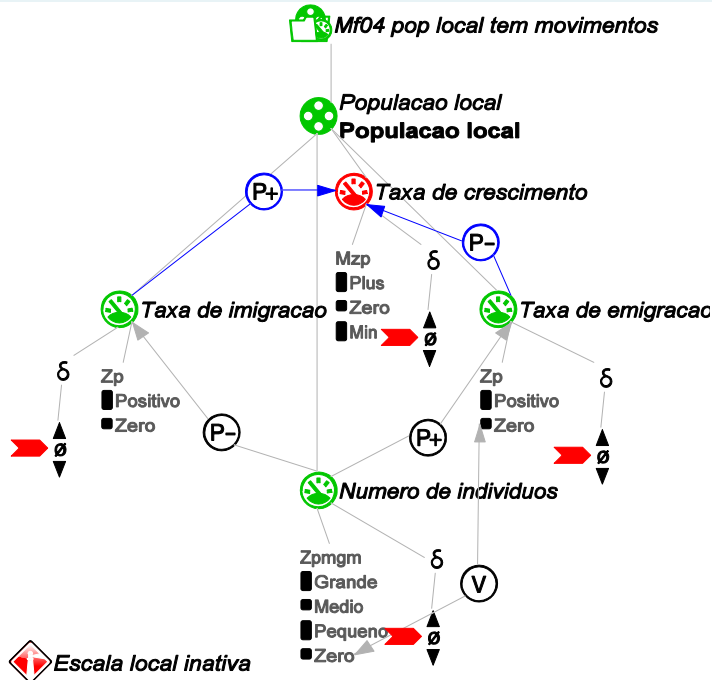 Mf04 pop local tem movimentos
Populacao local
Populacao local
P+
Taxa de crescimento
P-
Mzp
Plus
Zero
Min
δ
ø
Taxa de imigracao
Taxa de emigracao
δ
ø
Zp
Positivo
Zero
Zp
Positivo
Zero
δ
ø
P-
P+
Numero de individuos
Zpmgm
Grande
Medio
Pequeno
Zero
δ
ø
V
Escala local inativa